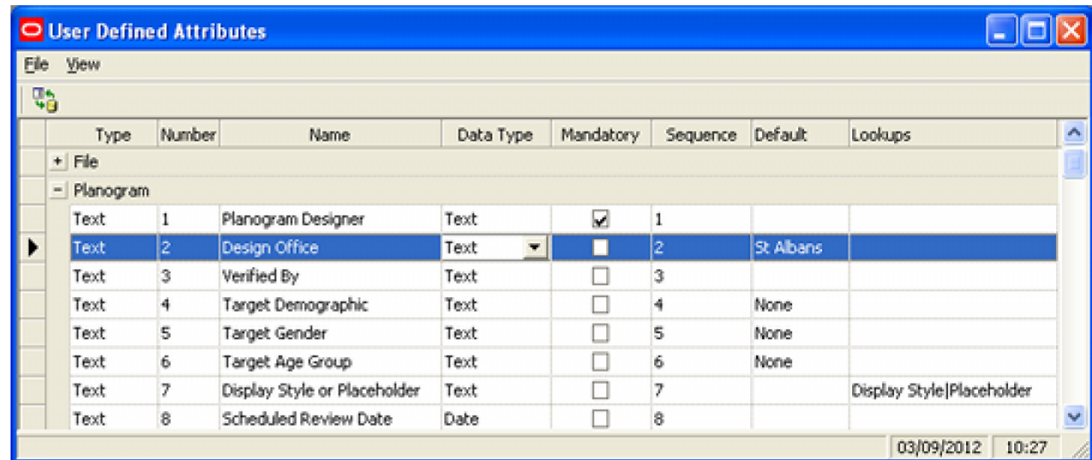 User Defined Attributes
File View
Type Number Name Data Type Mandatory Sequence Default Lookups
+ File
- Planogram
Text 1 Planogram Designer Text 1
Text 2 Design Office Text 2 St Albans
Text 3 Verified By Text 3
Text 4 Target Demographic Text 4 None
Text 5 Target Gender Text 5 None
Text 6 Target Age Group Text 6 None
Text 7 Display Style or Placeholder Text 7 Display Style|Placeholder
Text 8 Scheduled Review Date Date 8
03/09/2012 10:27